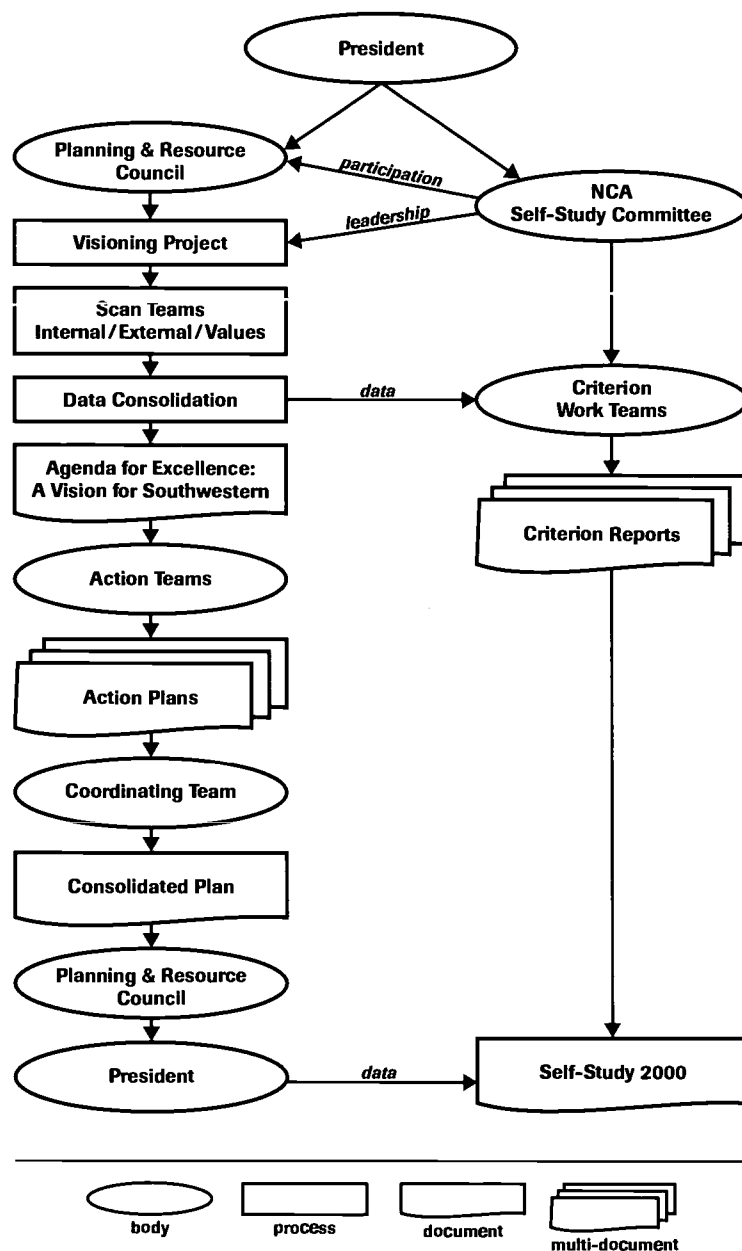 President
Planning & Resource
Council
participation
NCA
Self-Study Committee
leadership
Visioning Project
Scan Teams
Internal/External/Values
Data Consolidation
data
Criterion
Work Teams
Agenda for Excellence:
A Vision for Southwestern
Criterion Reports
Action Teams
Action Plans
Coordinating Team
Consolidated Plan
Planning & Resource
Council
President
data
Self-Study 2000
body
process
document
multi-document